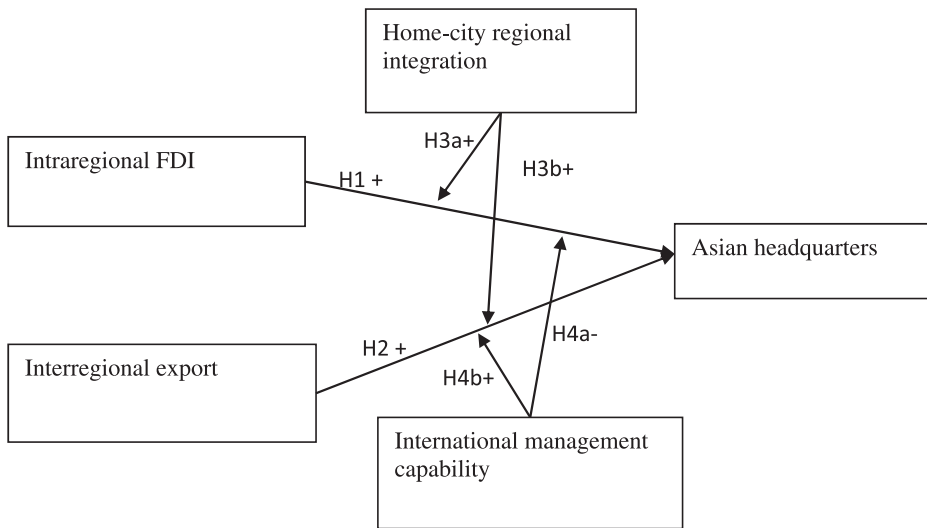 Home-city regional
integration
H3a+
Intraregional FDI
H3b+
H1 +
Asian headquarters
H2 +
H4a-
Interregional export
H4b+
International management
capability